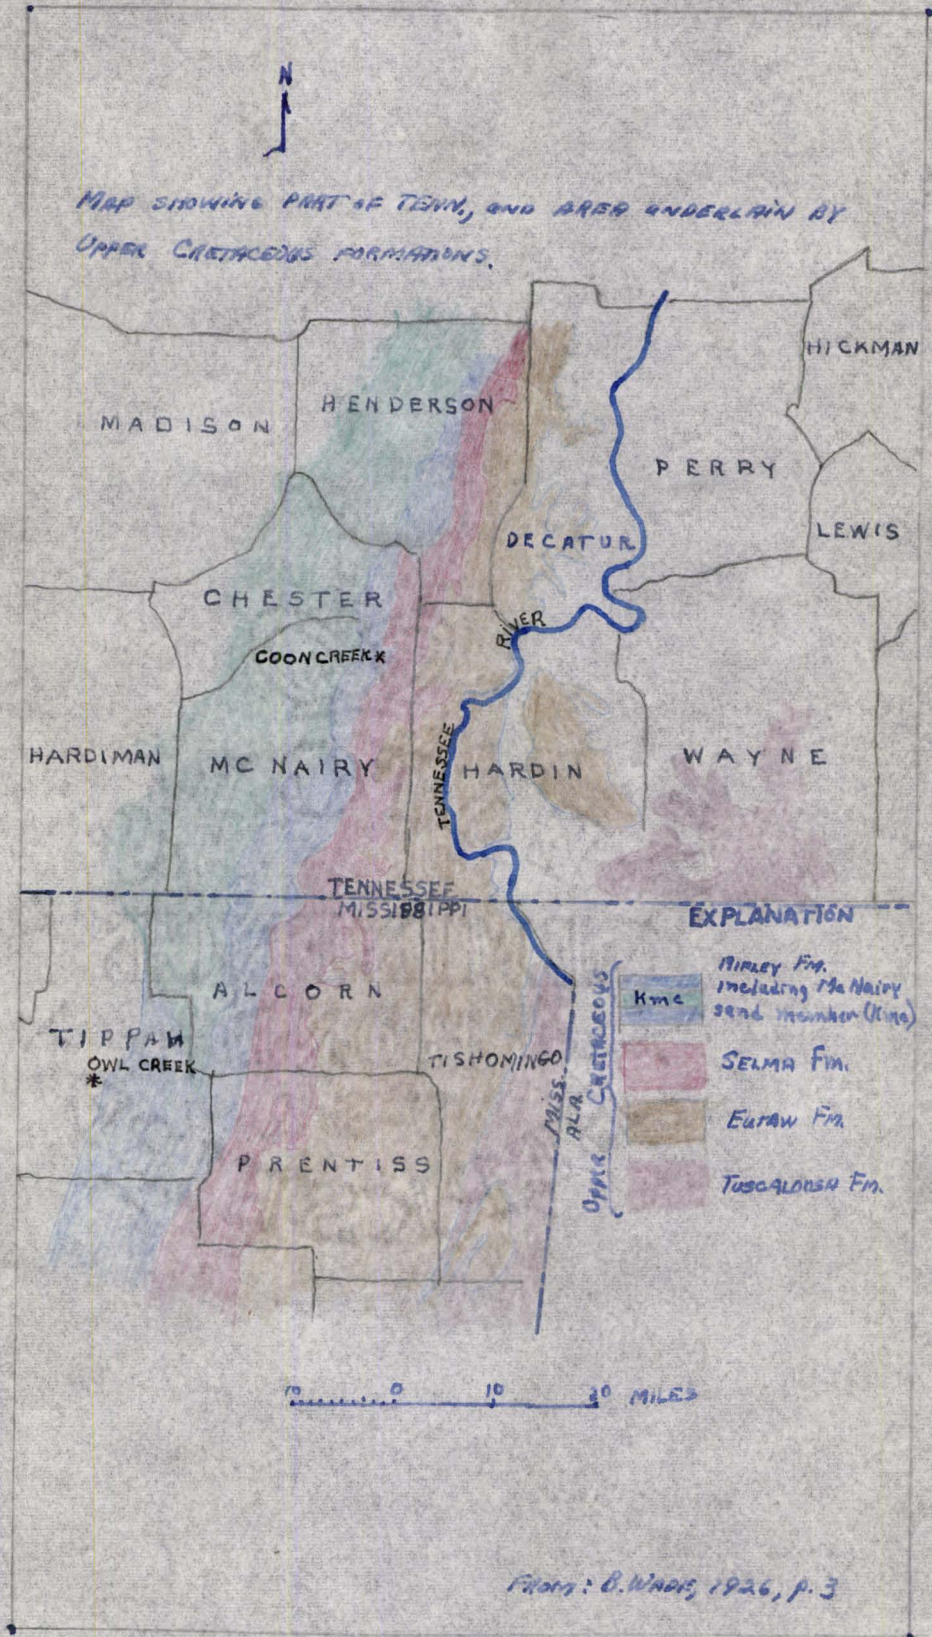 N
MAP SHOWING PART OF TENN., AND AREA UNDERLAIN BY
UPPER CRETACEOUS FORMATIONS.
HICKMAN
HENDERSON
MADISON
PERRY
LEWIS
DECATUR
CHESTER
RIVER
COON CREEK x
HARDIMAN
MC NAIRY
TENNESSEE
HARDIN
WAYNE
TENNESSEE
MISSISSIPPI
EXPLANATION
UPPER CRETACEOUS
Kmc
RIPLEY FM.
including McNairy
sand member (Kmc)
SELMA FM.
EUTAW FM.
TUSCALOOSA FM.
ALCORN
TIPPAH
OWL CREEK
*
TISHOMINGO
MISS.
ALA.
PRENTISS
10 0 10 20 MILES
FROM: B. WADE, 1926, P. 3